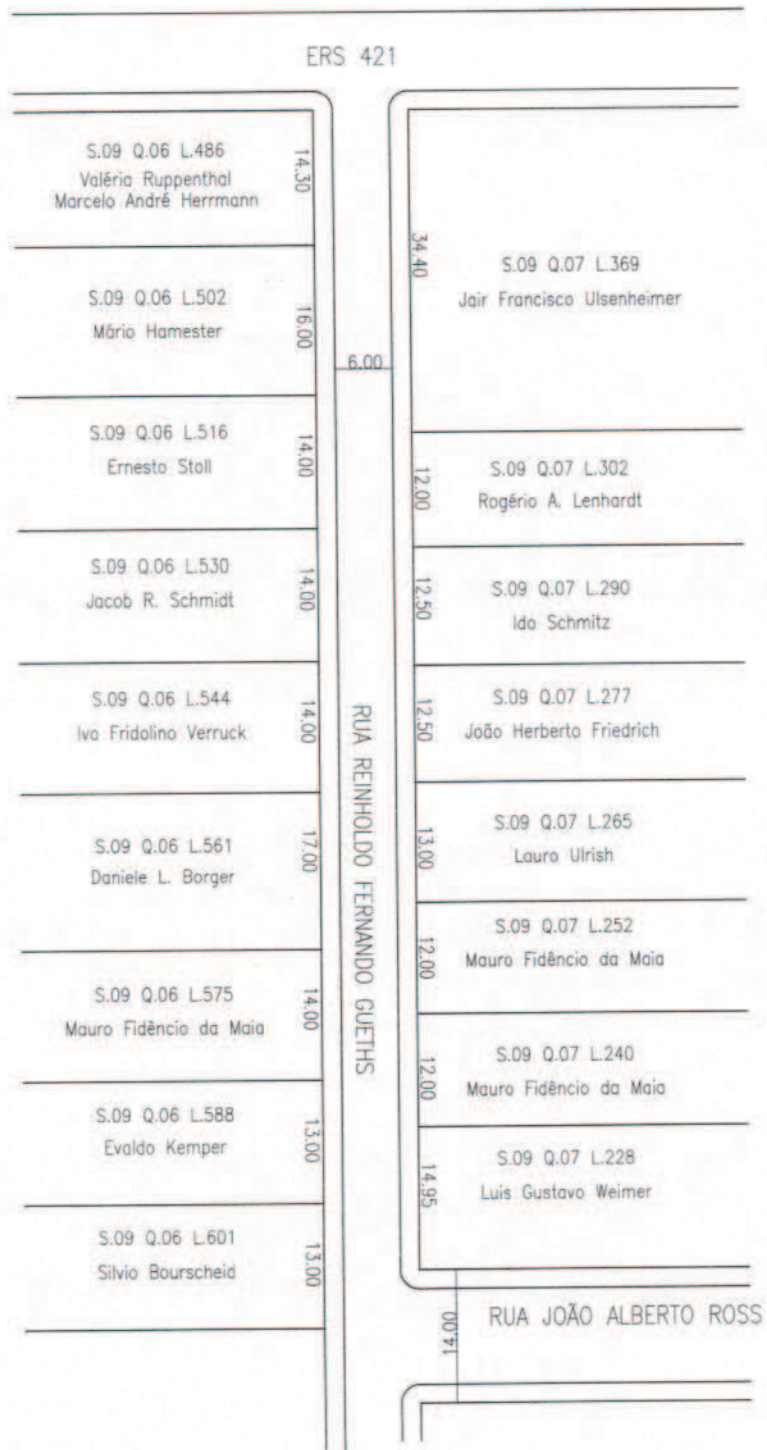 ERS 421
S.09 Q.06 L.486
Valéria Ruppenthal
Marcelo André Herrmann
14.30
S.09 Q.06 L.502
Mário Hamester
16.00
S.09 Q.06 L.516
Ernesto Stoll
14.00
S.09 Q.06 L.530
Jacob R. Schmidt
14.00
S.09 Q.06 L.544
Ivo Fridolino Verruck
14.00
S.09 Q.06 L.561
Daniele L. Borger
17.00
S.09 Q.06 L.575
Mauro Fidêncio da Maia
14.00
S.09 Q.06 L.588
Evaldo Kemper
13.00
S.09 Q.06 L.601
Silvio Bourscheid
13.00
6.00
RUA REINHOLDO FERNANDO GUETHS
34.40
S.09 Q.07 L.369
Jair Francisco Ulsenheimer
12.00
S.09 Q.07 L.302
Rogério A. Lenhardt
12.50
S.09 Q.07 L.290
Ido Schmitz
12.50
S.09 Q.07 L.277
João Herberto Friedrich
13.00
S.09 Q.07 L.265
Lauro Ulrish
12.00
S.09 Q.07 L.252
Mauro Fidêncio da Maia
12.00
S.09 Q.07 L.240
Mauro Fidêncio da Maia
14.95
S.09 Q.07 L.228
Luis Gustavo Weimer
14.00
RUA JOÃO ALBERTO ROSS